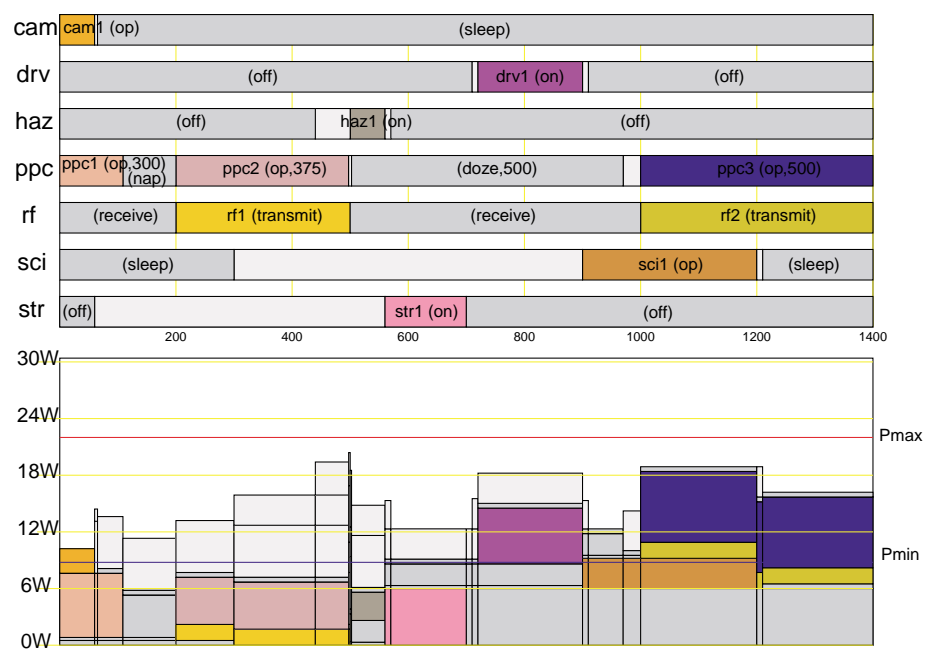 cam cam1 (op) (sleep)
drv (off) drv1 (on) (off)
haz (off) haz1 (on) (off)
ppc ppc1 (op,300) (nap) ppc2 (op,375) (doze,500) ppc3 (op,500)
rf (receive) rf1 (transmit) (receive) rf2 (transmit)
sci (sleep) sci1 (op) (sleep)
str (off) str1 (on) (off)
200 400 600 800 1000 1200 1400
30W
24W
Pmax
18W
12W
Pmin
6W
0W